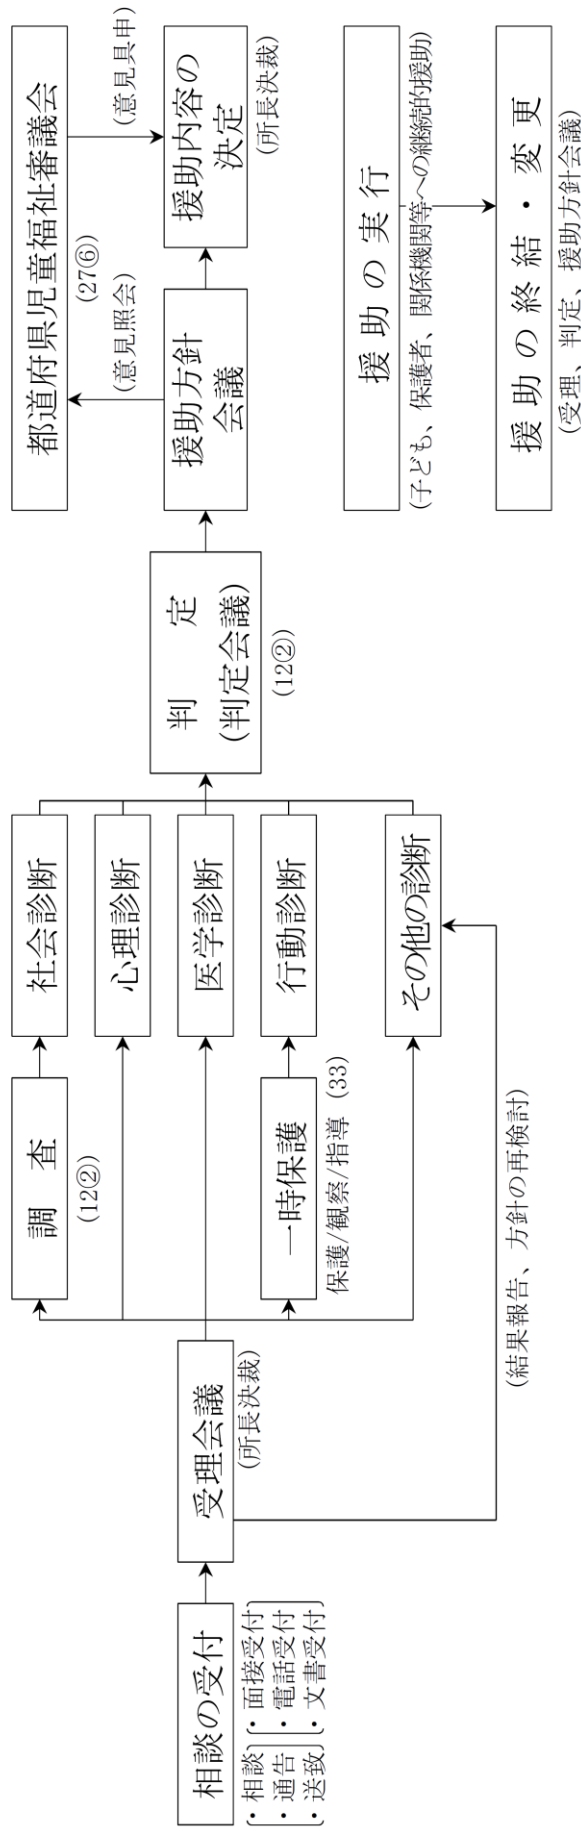 相談の受付
・相談
・通告
・送致
・面接受付
・電話受付
・文書受付
受理会議
(所長決裁)
(結果報告、方針の再検討)
調 査
(12②)
一時保護
保護/観察/指導 (33)
社会診断
心理診断
医学診断
行動診断
その他の診断
判 定
(判定会議)
(12②)
都道府県児童福祉審議会
(27⑥)
(意見照会)
(意見具申)
援助方針
会議
援助内容の
決定
(所長決裁)
援助の実行
(子ども、保護者、関係機関等への継続的援助)
援助の終結・変更
(受理、判定、援助方針会議)